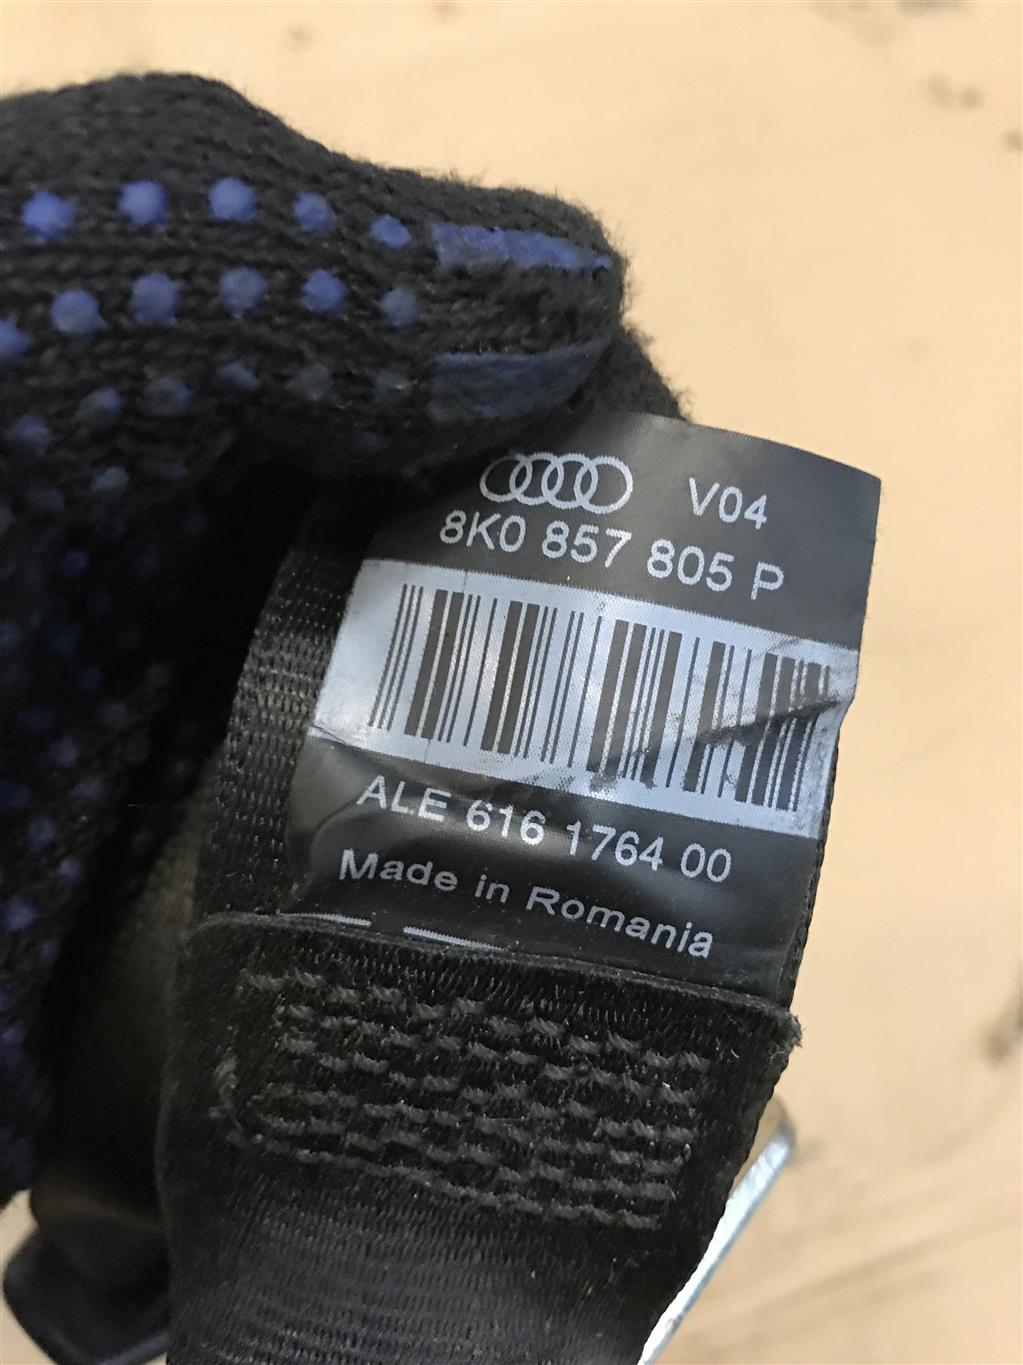 V04
8K0 857 805 P
ALE 616 1764 00
Made in Romania